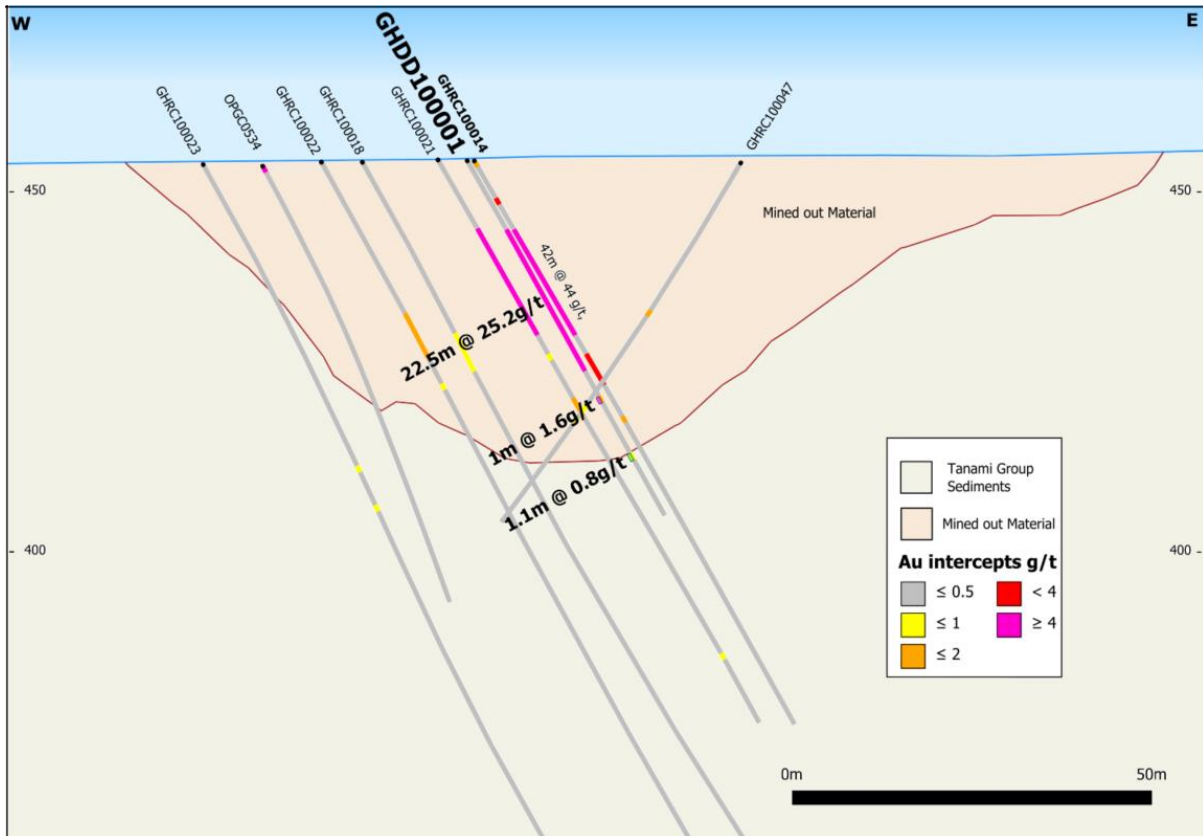 W
E
GHRC100023
OPGC0534
GHRC100022
GHRC100018
GHRC100021
GHDD100001
GHRC100014
GHRC100047
450
450 -
Mined out Material
42m @ 44 g/t,
22.5m @ 25.2g/t
1m @ 1.6g/t
1.1m @ 0.8g/t
- 400
400 -
Tanami Group
Sediments
Mined out Material
Au intercepts g/t
≤ 0.5
< 4
≤ 1
≥ 4
≤ 2
0m
50m